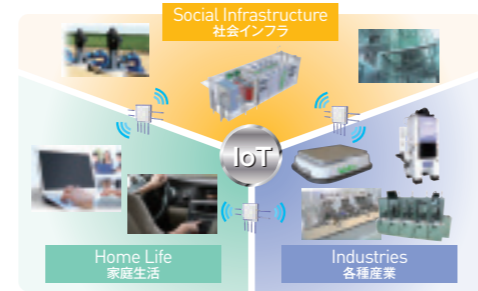 Social Infrastructure
社会インフラ
IoT
Home Life
家庭生活
Industries
各種産業